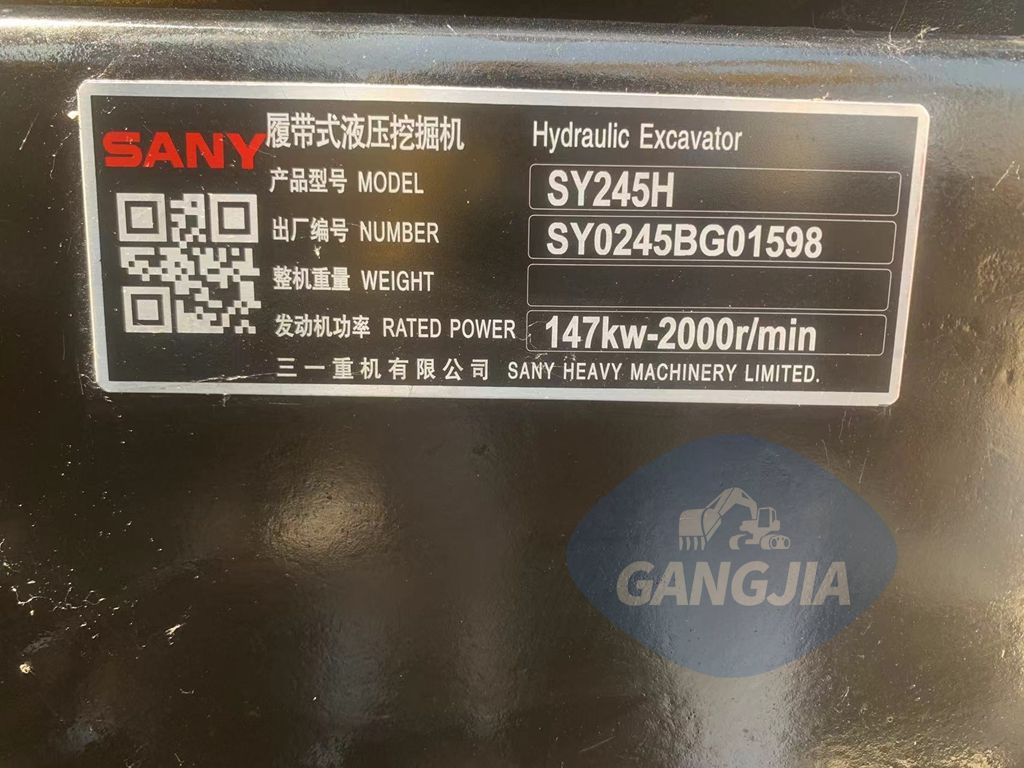 SANY 履带式液压挖掘机 Hydraulic Excavator
产品型号 MODEL SY245H
出厂编号 NUMBER SY0245BG01598
整机重量 WEIGHT
发动机功率 RATED POWER 147kw-2000r/min
三一重机有限公司 SANY HEAVY MACHINERY LIMITED.
GANGJIA